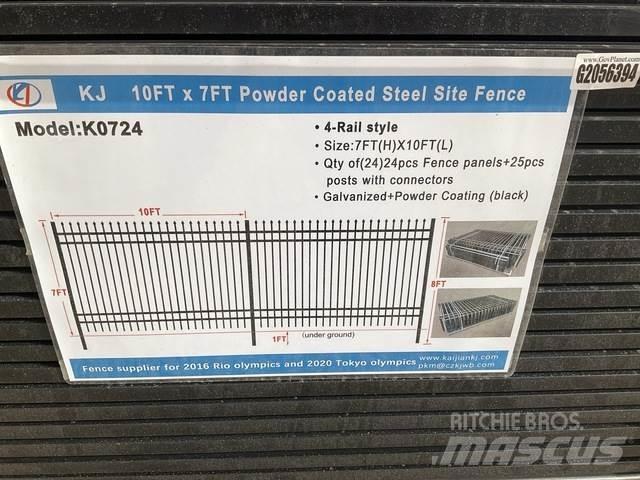 www.GovPlanet.com
G2056394
KJ 10FT x 7FT Powder Coated Steel Site Fence
Model:K0724
• 4-Rail style
• Size:7FT(H)X10FT(L)
• Qty of(24)24pcs Fence panels+25pcs
posts with connectors
• Galvanized+Powder Coating (black)
10FT
7FT
8FT
1FT
(under ground)
Fence supplier for 2016 Rio olympics and 2020 Tokyo olympics
www.kaijiankj.com
pkm@czkjwb.com
RITCHIE BROS.
MASCUS